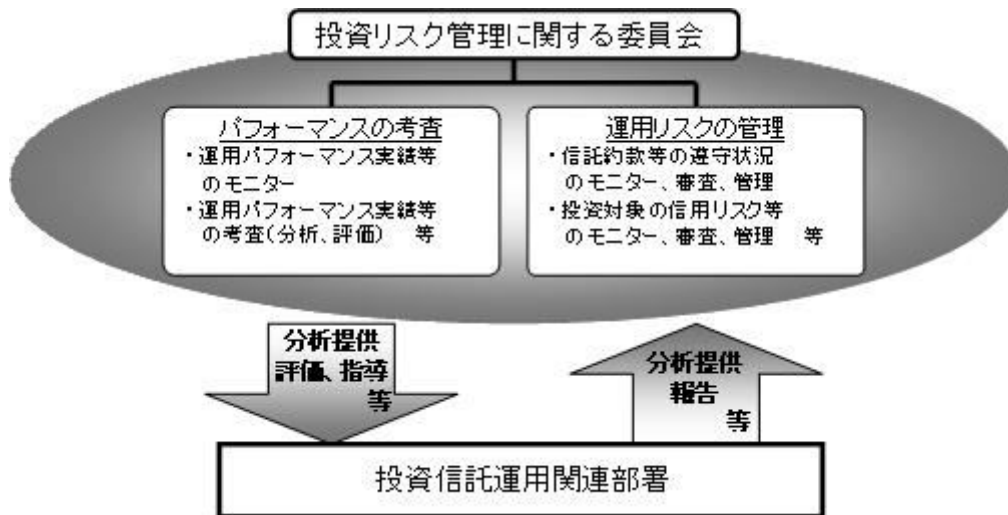 投資リスク管理に関する委員会
パフォーマンスの考査
・運用パフォーマンス実績等
のモニター
・運用パフォーマンス実績等
の考査(分析、評価) 等
運用リスクの管理
・信託約款等の遵守状況
のモニター、審査、管理
・投資対象の信用リスク等
のモニター、審査、管理 等
分析提供
評価、指導
等
分析提供
報告
等
投資信託運用関連部署